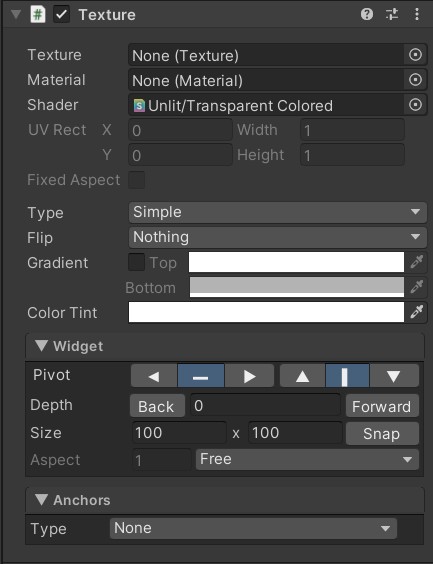 Texture
Texture None (Texture)
Material None (Material)
Shader Unlit/Transparent Colored
UV Rect X 0 Width 1
Y 0 Height 1
Fixed Aspect
Type Simple
Flip Nothing
Gradient Top
Bottom
Color Tint
Widget
Pivot
Depth Back 0 Forward
Size 100 x 100 Snap
Aspect 1 Free
Anchors
Type None